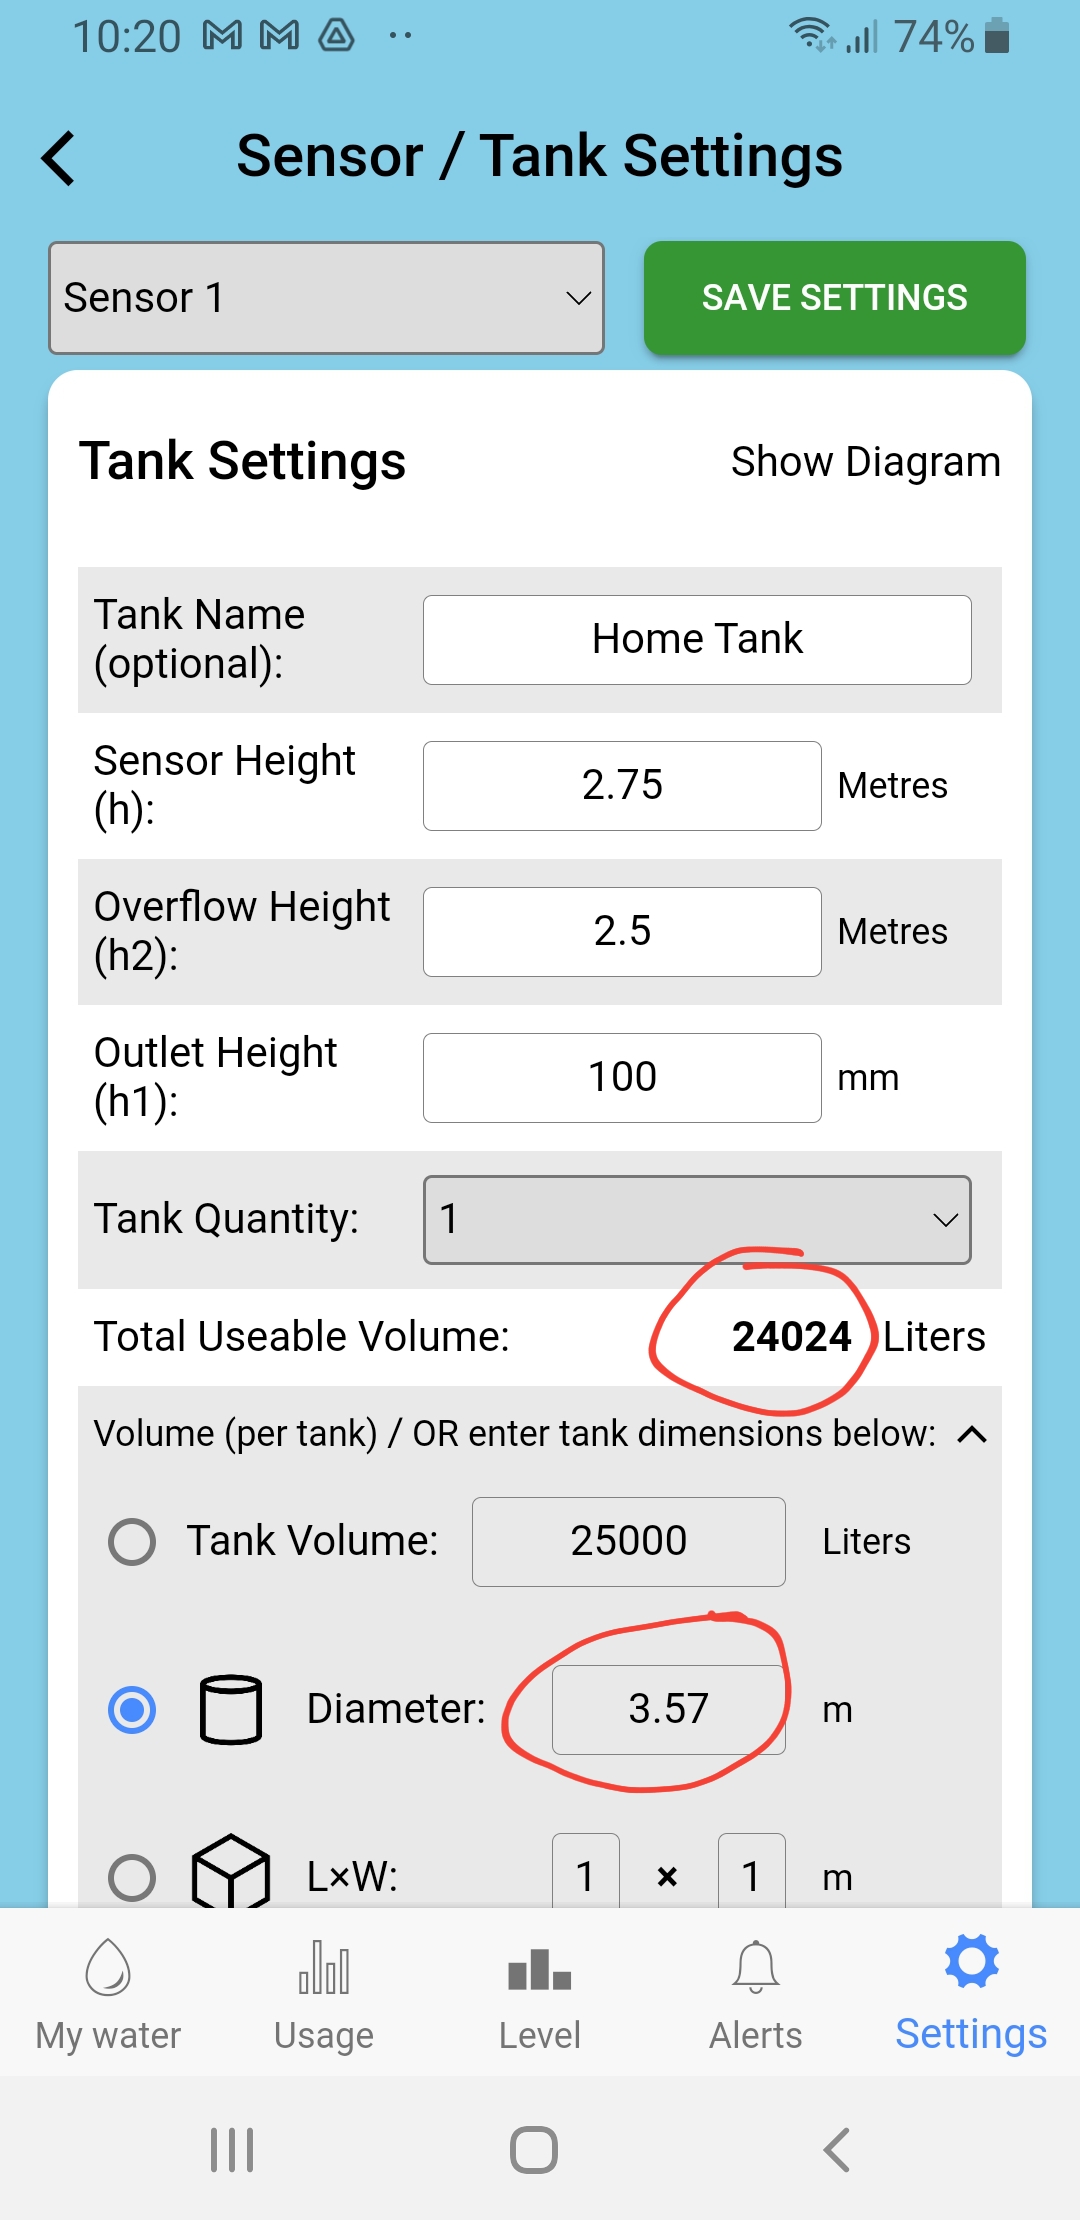 10:20
74%
Sensor / Tank Settings
Sensor 1
SAVE SETTINGS
Tank Settings
Show Diagram
Tank Name
(optional):
Home Tank
Sensor Height
(h):
2.75 Metres
Overflow Height
(h2):
2.5 Metres
Outlet Height
(h1):
100 mm
Tank Quantity: 1
Total Useable Volume: 24024 Liters
Volume (per tank) / OR enter tank dimensions below:
Tank Volume: 25000 Liters
Diameter: 3.57 m
L×W: 1 × 1 m
My water
Usage
Level
Alerts
Settings